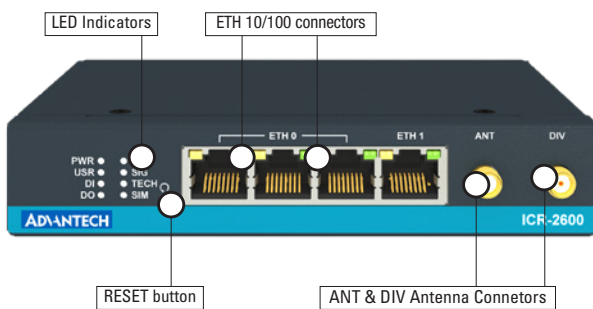 LED Indicators
ETH 10/100 connectors
ETH 0
ETH 1
ANT
DIV
PWR
USR
SIG
DI
TECH
DO
SIM
ADVANTECH
ICR-2600
RESET button
ANT & DIV Antenna Connetors